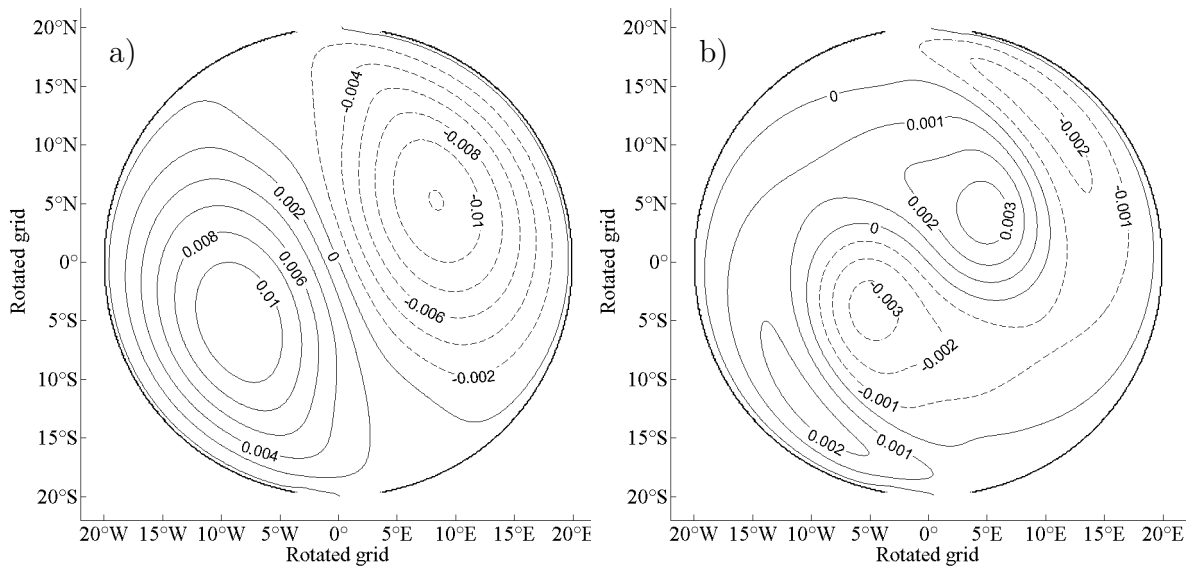 a)
20°N
15°N
10°N
5°N
0°
5°S
10°S
15°S
20°S
Rotated grid
-0.004
-0.008
-0.01
0.002
0
0.008
0.006
0.01
-0.006
-0.002
0.004
20°W 15°W 10°W 5°W 0° 5°E 10°E 15°E 20°E
Rotated grid
b)
20°N
15°N
10°N
5°N
0°
5°S
10°S
15°S
20°S
Rotated grid
0
0.001
-0.002
-0.001
0.002
0.003
0
-0.003
-0.002
-0.001
0.002
0.001
20°W 15°W 10°W 5°W 0° 5°E 10°E 15°E 20°E
Rotated grid